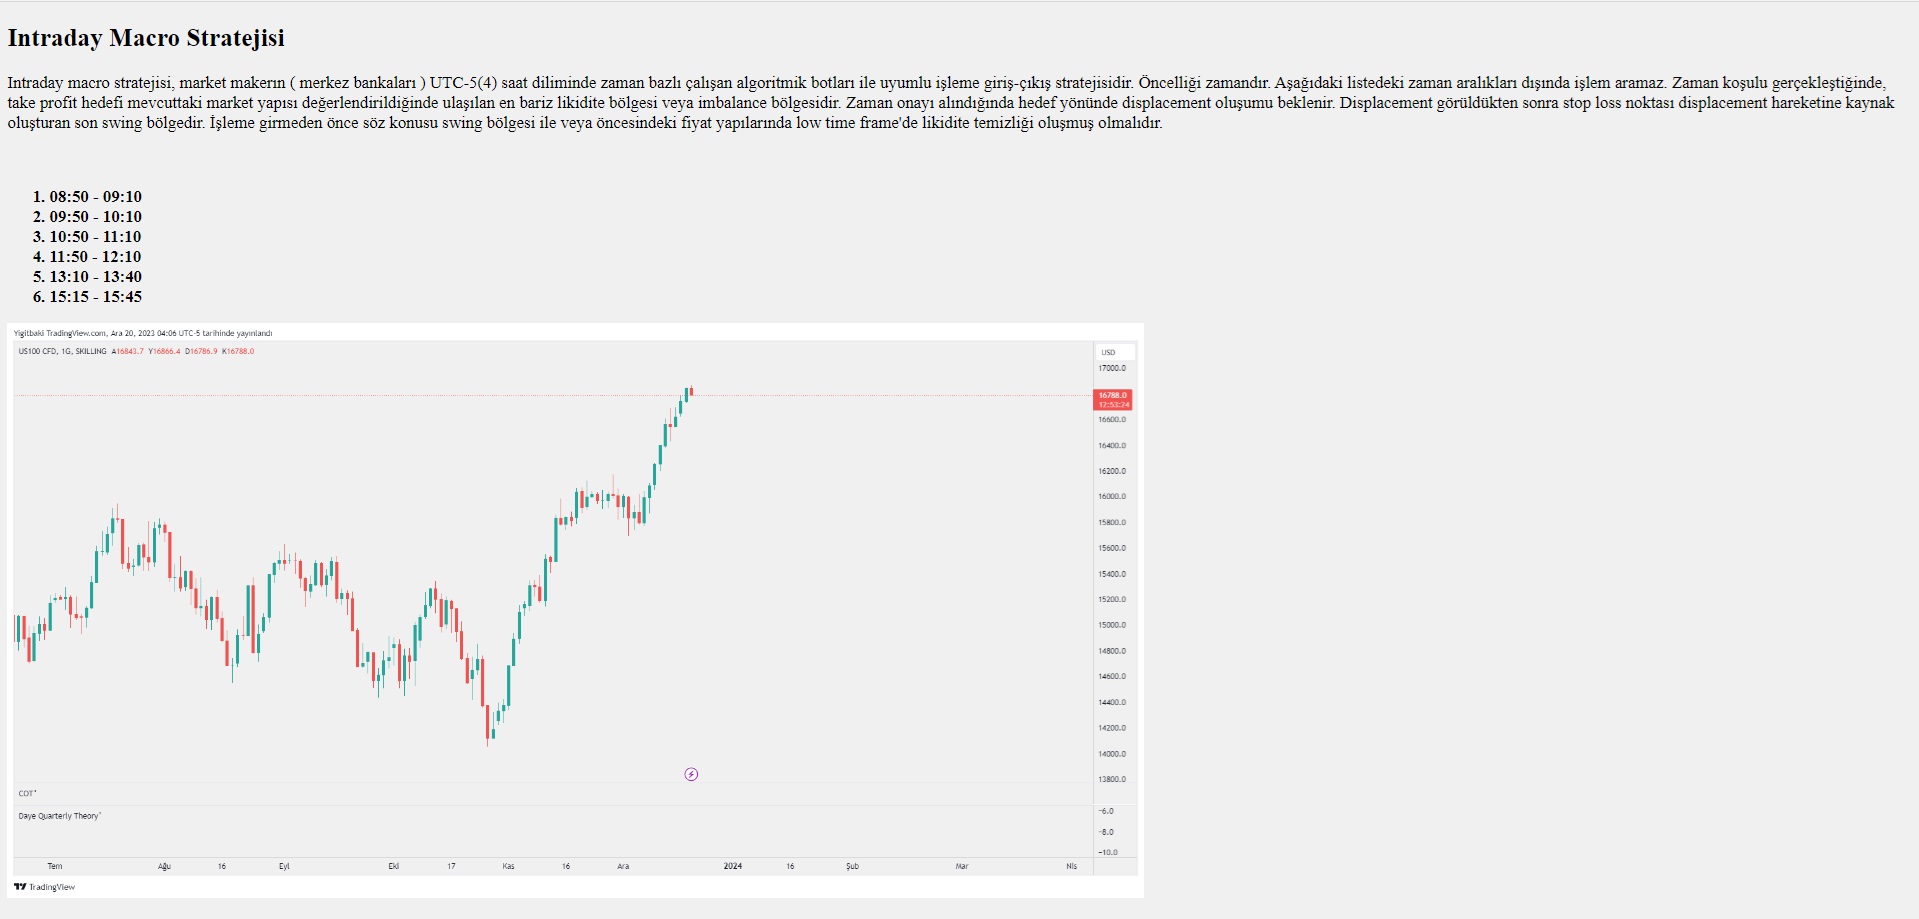 Intraday Macro Stratejisi
Intraday macro stratejisi, market makerın ( merkez bankaları ) UTC-5(4) saat diliminde zaman bazlı çalışan algoritmik botları ile uyumlu işleme giriş-çıkış stratejisidir. Öncelliği zamandır. Aşağıdaki listedeki zaman aralıkları dışında işlem aramaz. Zaman koşulu gerçekleştiğinde,
take profit hedefi mevcuttaki market yapısı değerlendirildiğinde ulaşılan en bariz likidite bölgesi veya imbalance bölgesidir. Zaman onayı alındığında hedef yönünde displacement oluşumu beklenir. Displacement görüldükten sonra stop loss noktası displacement hareketine kaynak
oluşturan son swing bölgedir. İşleme girmeden önce söz konusu swing bölgesi ile veya öncesindeki fiyat yapılarında low time frame'de likidite temizliği oluşmuş olmalıdır.
1. 08:50 - 09:10
2. 09:50 - 10:10
3. 10:50 - 11:10
4. 11:50 - 12:10
5. 13:10 - 13:40
6. 15:15 - 15:45
Yigitbaki TradingView.com, Ara 20, 2023 04:06 UTC-5 tarihinde yayınlandı
US100 CFD, 1G, SKILLING A16843.7 Y16866.4 D16786.9 K16788.0
USD
17000.0
16788.0
12:53:24
16600.0
16400.0
16200.0
16000.0
15800.0
15600.0
15400.0
15200.0
15000.0
14800.0
14600.0
14400.0
14200.0
14000.0
13800.0
COT*
Daye Quarterly Theory*
-6.0
-8.0
-10.0
Tem Ağu 16 Eyl Eki 17 Kas 16 Ara 2024 16 Şub Mar Nis
TradingView